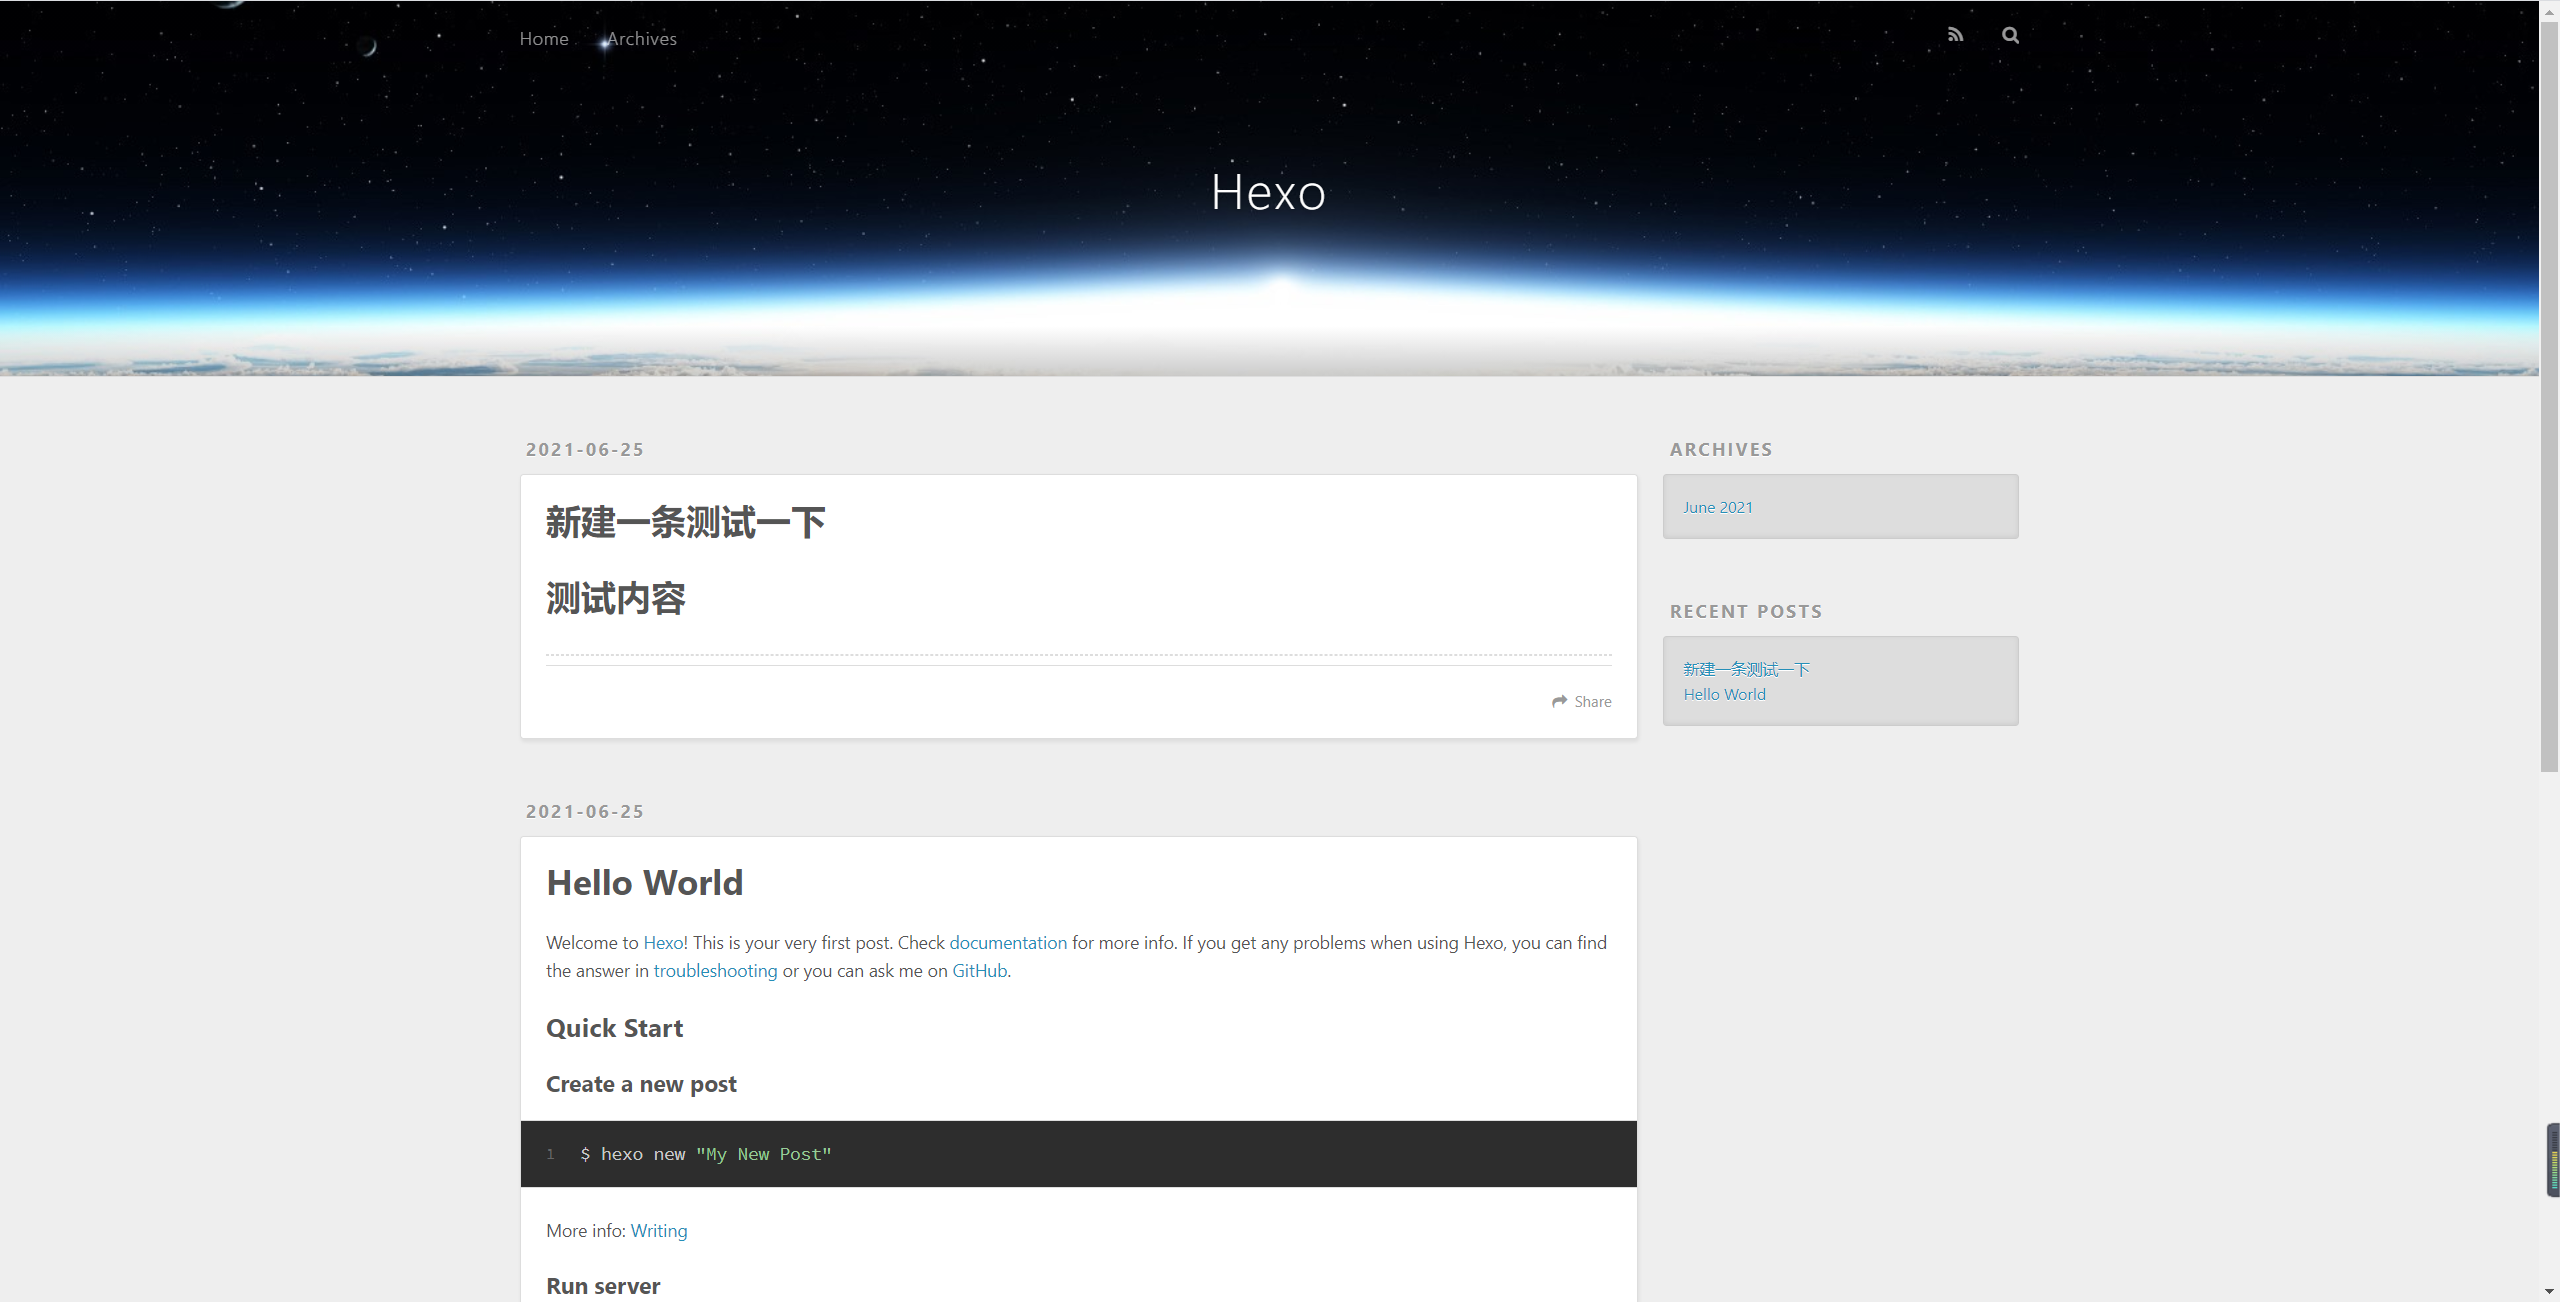 Home Archives
Hexo
2021-06-25
新建一条测试一下
测试内容
Share
2021-06-25
Hello World
Welcome to Hexo! This is your very first post. Check documentation for more info. If you get any problems when using Hexo, you can find
the answer in troubleshooting or you can ask me on GitHub.
Quick Start
Create a new post
1 $ hexo new "My New Post"
More info: Writing
Run server
ARCHIVES
June 2021
RECENT POSTS
新建一条测试一下
Hello World